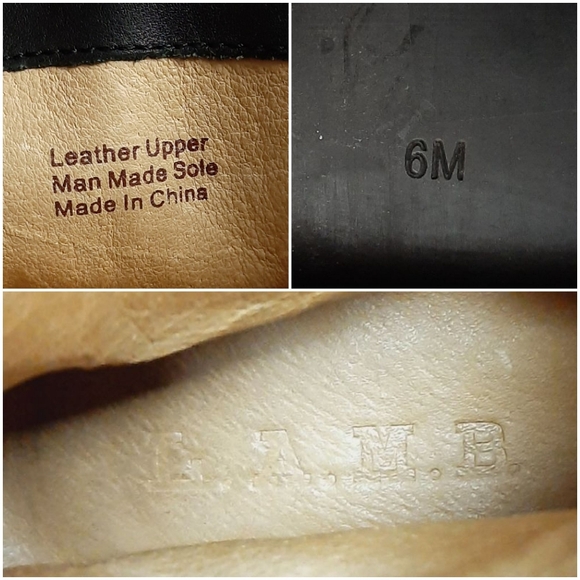 Leather Upper
Man Made Sole
Made In China
6M
L.A.M.B.